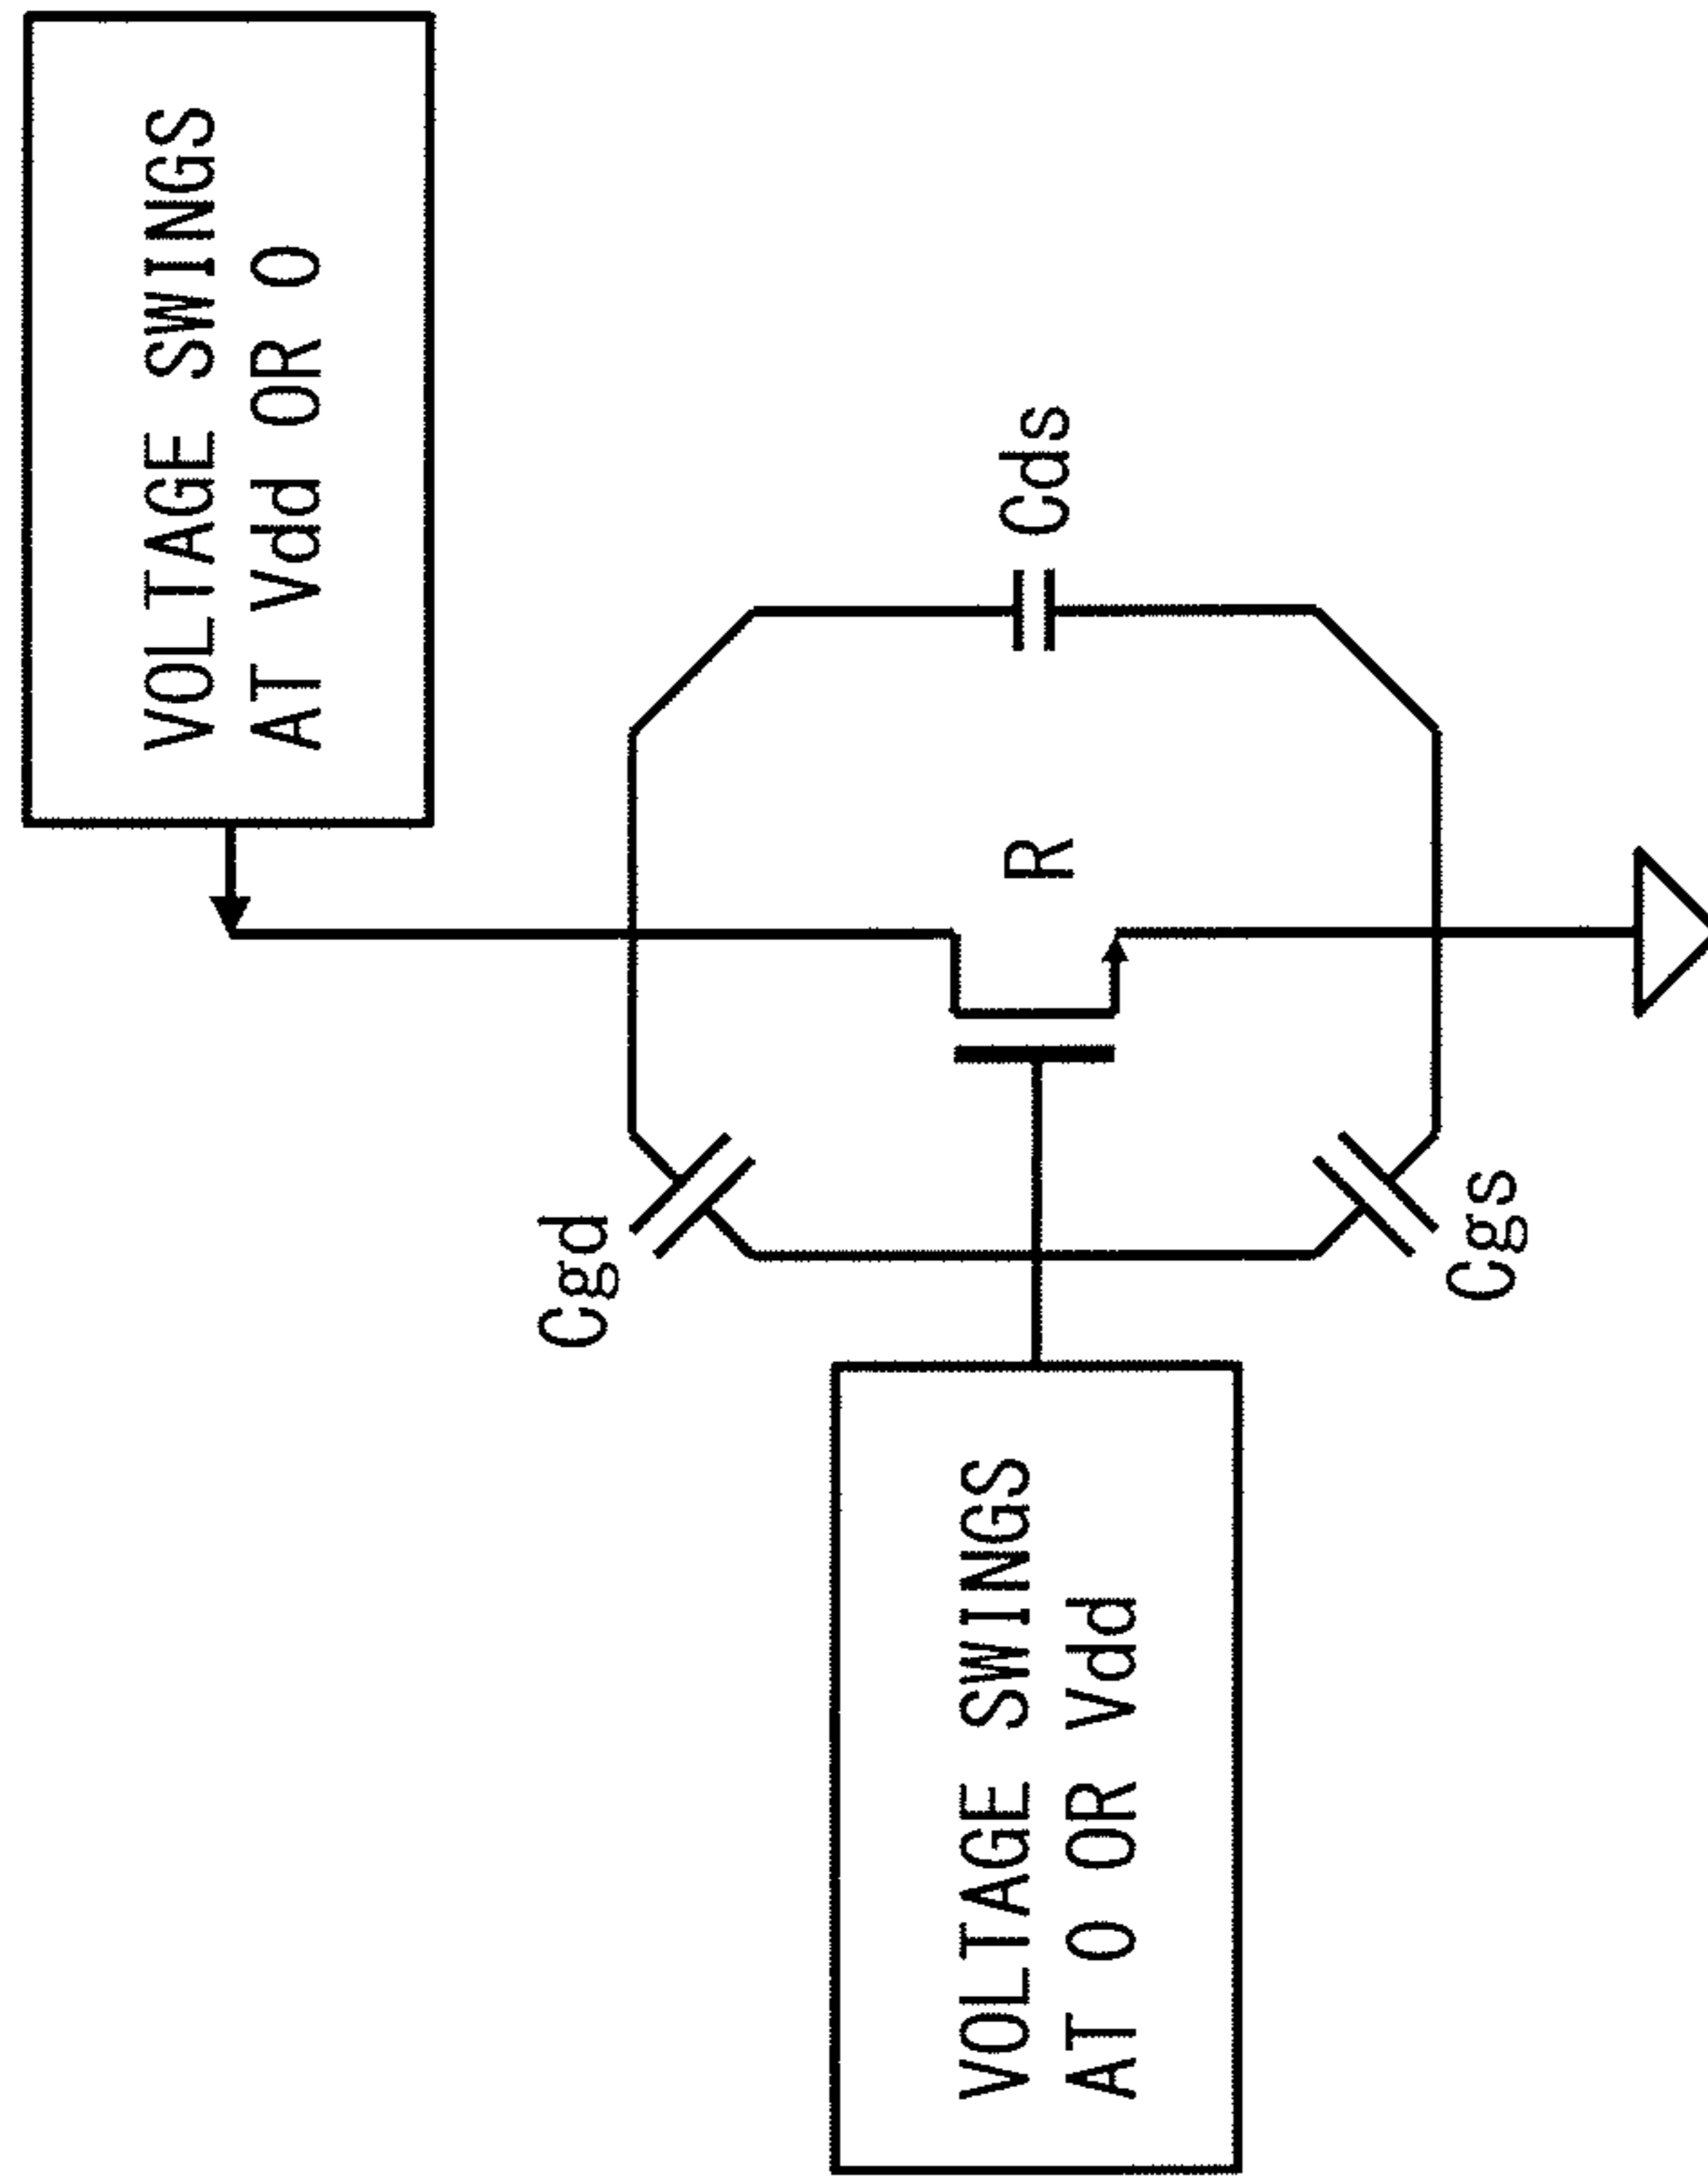 VOLTAGE SWINGS
AT Vdd OR 0
Cds
R
Cgd
Cgs
VOLTAGE SWINGS
AT 0 OR Vdd